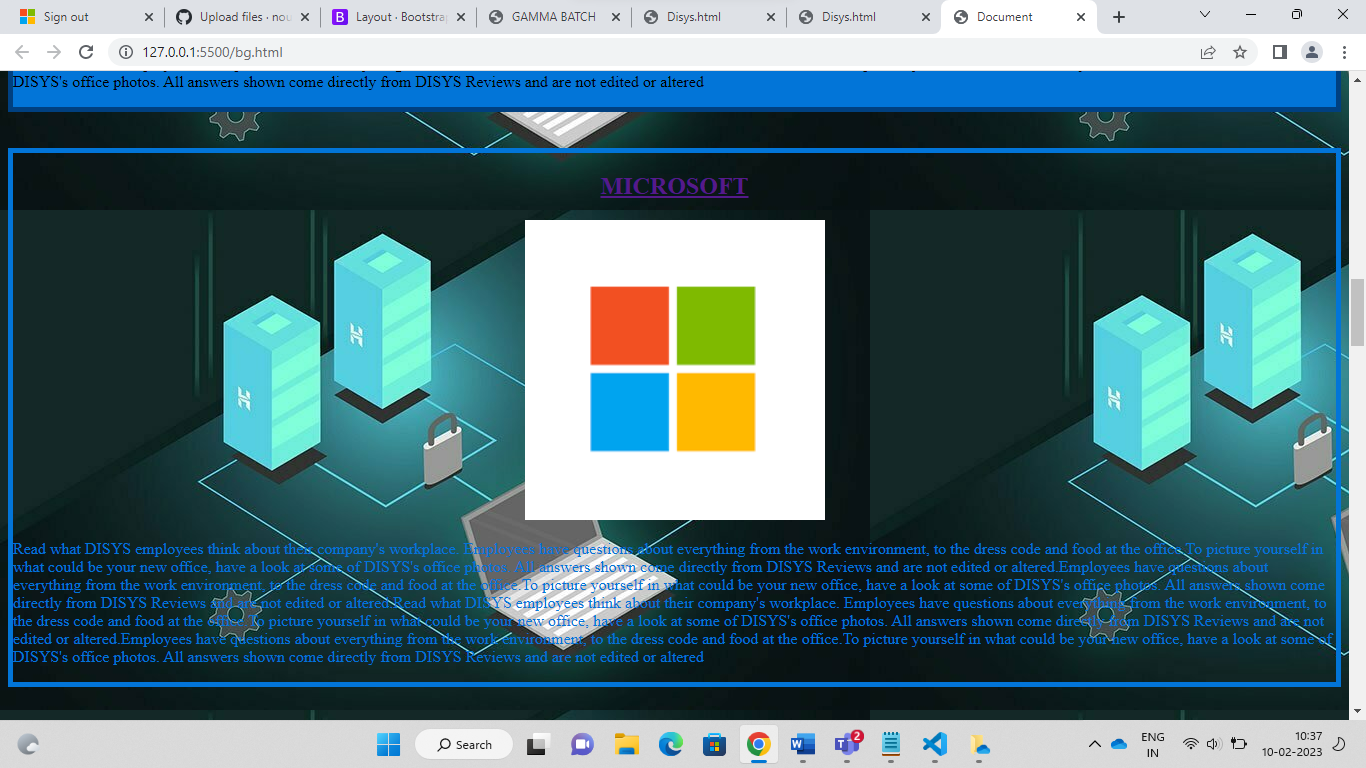 Sign out
Upload files · nou
Layout · Bootstrap
GAMMA BATCH
Disys.html
Disys.html
Document
127.0.0.1:5500/bg.html
DISYS's office photos. All answers shown come directly from DISYS Reviews and are not edited or altered
MICROSOFT
Read what DISYS employees think about their company's workplace. Employees have questions about everything from the work environment, to the dress code and food at the office.To picture yourself in
what could be your new office, have a look at some of DISYS's office photos. All answers shown come directly from DISYS Reviews and are not edited or altered.Employees have questions about
everything from the work environment, to the dress code and food at the office.To picture yourself in what could be your new office, have a look at some of DISYS's office photos. All answers shown come
directly from DISYS Reviews and are not edited or altered.Read what DISYS employees think about their company's workplace. Employees have questions about everything from the work environment, to
the dress code and food at the office.To picture yourself in what could be your new office, have a look at some of DISYS's office photos. All answers shown come directly from DISYS Reviews and are not
edited or altered.Employees have questions about everything from the work environment, to the dress code and food at the office.To picture yourself in what could be your new office, have a look at some of
DISYS's office photos. All answers shown come directly from DISYS Reviews and are not edited or altered
Search
2
ENG
IN
10:37
10-02-2023